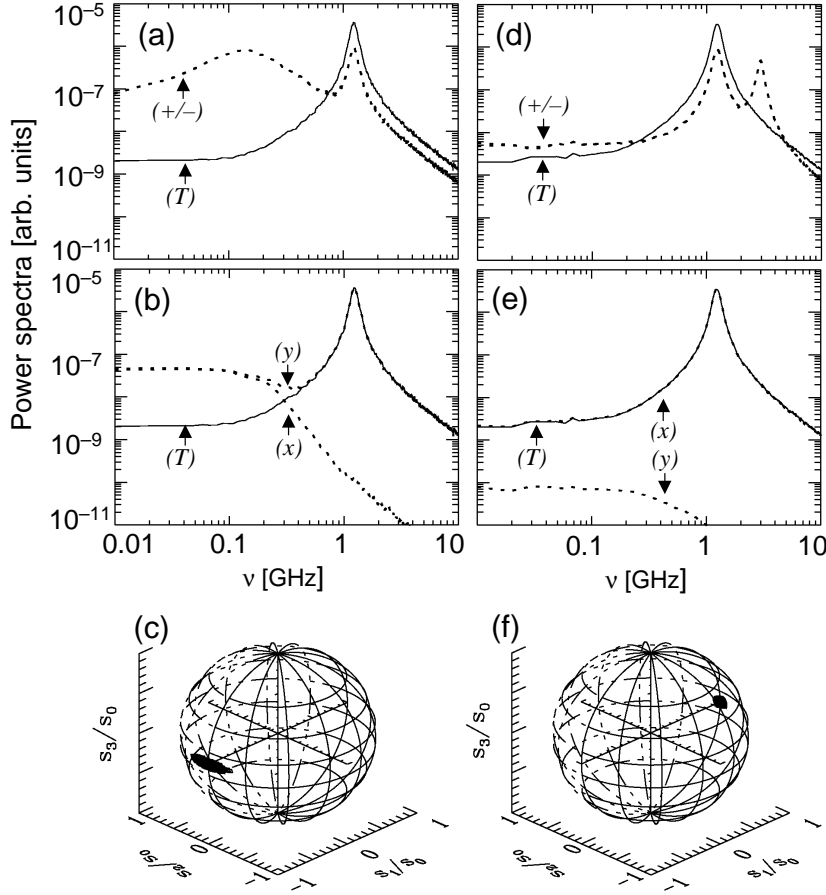 (a)
(d)
10⁻⁵
10⁻⁷
10⁻⁹
10⁻¹¹
(+/−)
(T)
(+/−)
(T)
Power spectra [arb. units]
(b)
(e)
10⁻⁵
10⁻⁷
10⁻⁹
10⁻¹¹
(y)
(x)
(T)
(x)
(y)
(T)
0.01 0.1 1 10
0.1 1 10
ν [GHz]
ν [GHz]
(c)
(f)
s₃/s₀
s₃/s₀
1 0 −1
s₂/s₀
−1 0 1
s₁/s₀
1 0 −1
s₂/s₀
−1 0 1
s₁/s₀